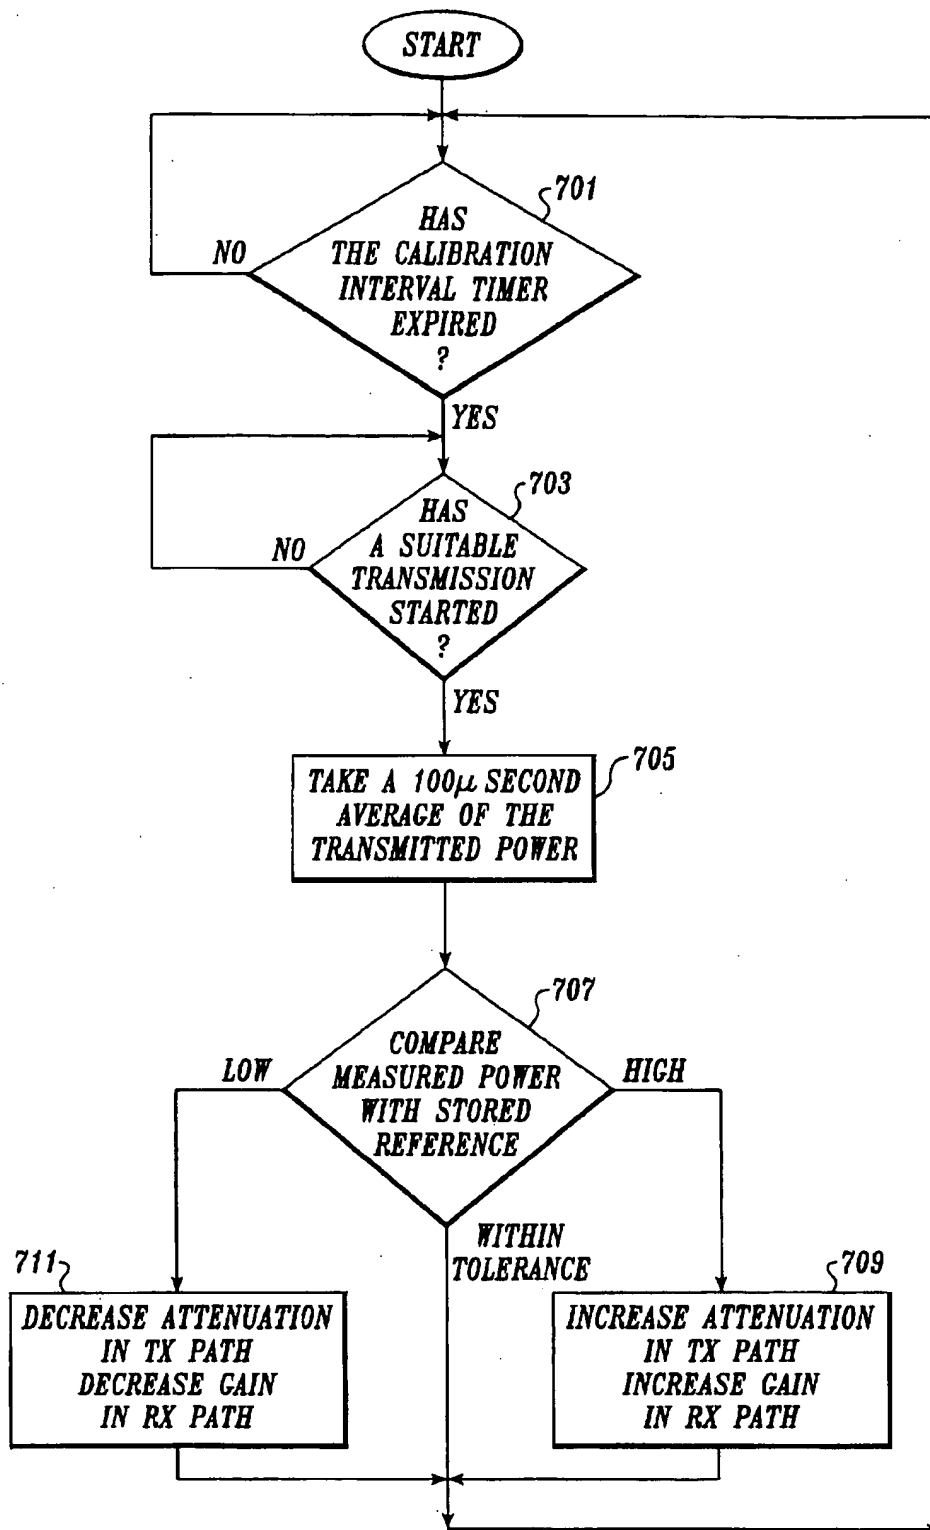 START
701
HAS
THE CALIBRATION
INTERVAL TIMER
EXPIRED
?
NO
YES
703
HAS
A SUITABLE
TRANSMISSION
STARTED
?
NO
YES
705
TAKE A 100μ SECOND
AVERAGE OF THE
TRANSMITTED POWER
707
COMPARE
MEASURED POWER
WITH STORED
REFERENCE
LOW
HIGH
WITHIN
TOLERANCE
711
DECREASE ATTENUATION
IN TX PATH
DECREASE GAIN
IN RX PATH
709
INCREASE ATTENUATION
IN TX PATH
INCREASE GAIN
IN RX PATH